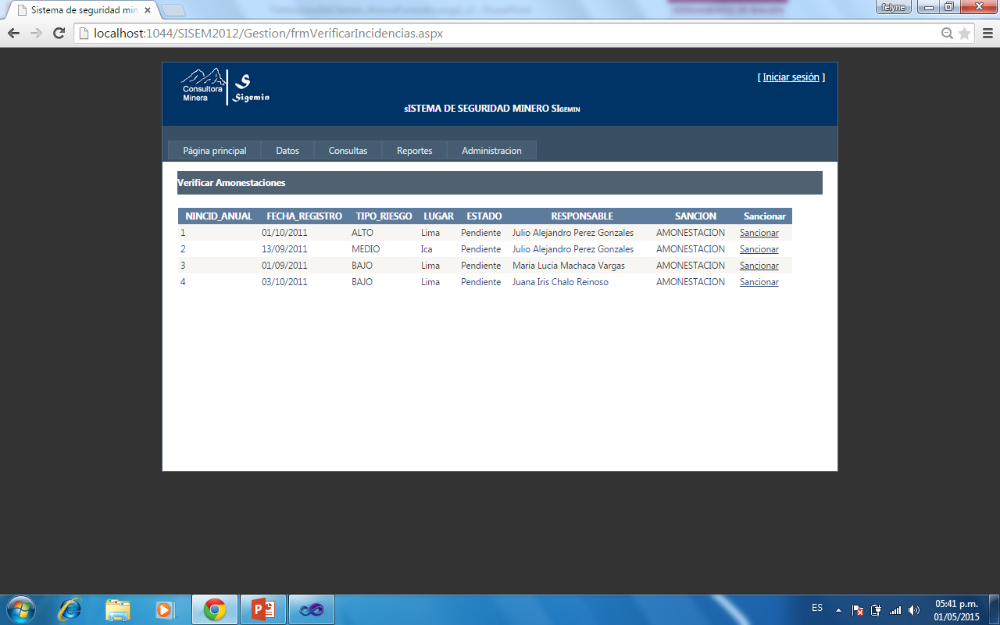 Sistema de seguridad min
felyne
localhost:1044/SISEM2012/Gestion/frmVerificarIncidencias.aspx
Consultora Minera
S Sigemin
[ Iniciar sesión ]
sISTEMA DE SEGURIDAD MINERO SIGEMIN
Página principal Datos Consultas Reportes Administracion
Verificar Amonestaciones
NINCID_ANUAL FECHA_REGISTRO TIPO_RIESGO LUGAR ESTADO RESPONSABLE SANCION Sancionar
1 01/10/2011 ALTO Lima Pendiente Julio Alejandro Perez Gonzales AMONESTACION Sancionar
2 13/09/2011 MEDIO Ica Pendiente Julio Alejandro Perez Gonzales AMONESTACION Sancionar
3 01/09/2011 BAJO Lima Pendiente Maria Lucia Machaca Vargas AMONESTACION Sancionar
4 03/10/2011 BAJO Lima Pendiente Juana Iris Chalo Reinoso AMONESTACION Sancionar
ES
05:41 p.m.
01/05/2015